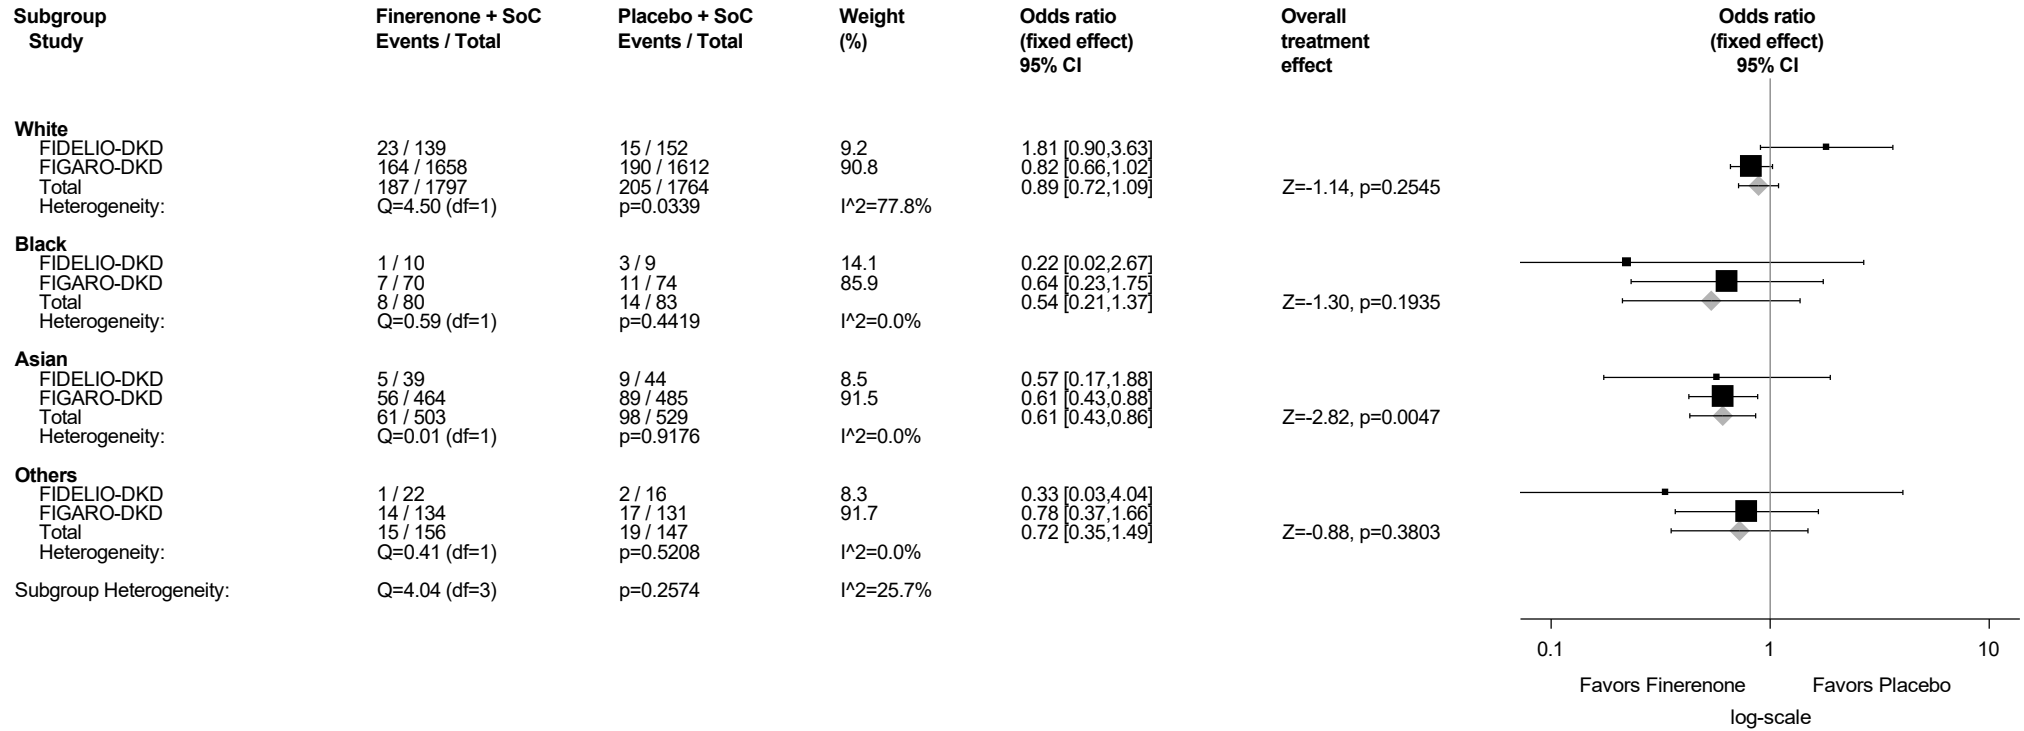 Subgroup Finerenone + SoC Placebo + SoC Weight Odds ratio Overall Odds ratio
Study Events / Total Events / Total (%) (fixed effect) treatment (fixed effect)
95% CI effect 95% CI
White
FIDELIO-DKD 23 / 139 15 / 152 9.2 1.81 [0.90,3.63]
FIGARO-DKD 164 / 1658 190 / 1612 90.8 0.82 [0.66,1.02]
Total 187 / 1797 205 / 1764 0.89 [0.72,1.09] Z=-1.14, p=0.2545
Heterogeneity: Q=4.50 (df=1) p=0.0339 I^2=77.8%
Black
FIDELIO-DKD 1 / 10 3 / 9 14.1 0.22 [0.02,2.67]
FIGARO-DKD 7 / 70 11 / 74 85.9 0.64 [0.23,1.75]
Total 8 / 80 14 / 83 0.54 [0.21,1.37] Z=-1.30, p=0.1935
Heterogeneity: Q=0.59 (df=1) p=0.4419 I^2=0.0%
Asian
FIDELIO-DKD 5 / 39 9 / 44 8.5 0.57 [0.17,1.88]
FIGARO-DKD 56 / 464 89 / 485 91.5 0.61 [0.43,0.88]
Total 61 / 503 98 / 529 0.61 [0.43,0.86] Z=-2.82, p=0.0047
Heterogeneity: Q=0.01 (df=1) p=0.9176 I^2=0.0%
Others
FIDELIO-DKD 1 / 22 2 / 16 8.3 0.33 [0.03,4.04]
FIGARO-DKD 14 / 134 17 / 131 91.7 0.78 [0.37,1.66]
Total 15 / 156 19 / 147 0.72 [0.35,1.49] Z=-0.88, p=0.3803
Heterogeneity: Q=0.41 (df=1) p=0.5208 I^2=0.0%
Subgroup Heterogeneity: Q=4.04 (df=3) p=0.2574 I^2=25.7%
0.1 1 10
Favors Finerenone Favors Placebo
log-scale